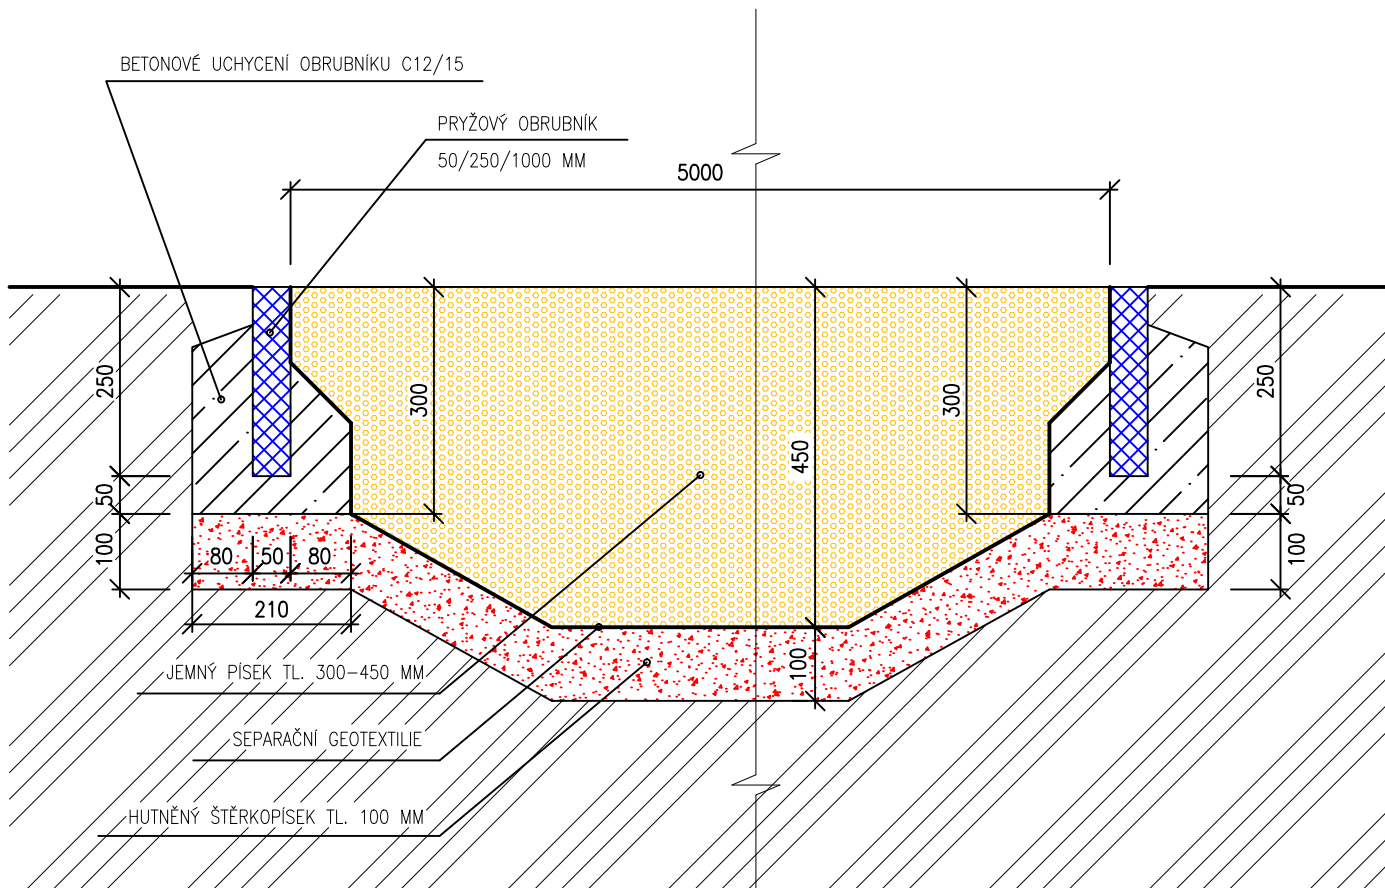 BETONOVÉ UCHYCENÍ OBRUBNÍKU C12/15
PRYŽOVÝ OBRUBNÍK
50/250/1000 MM
5000
250
300
450
300
250
50
50
100
80
50
80
100
210
100
JEMNÝ PÍSEK TL. 300-450 MM
SEPARAČNÍ GEOTEXTILIE
HUTNĚNÝ ŠTĚRKOPÍSEK TL. 100 MM